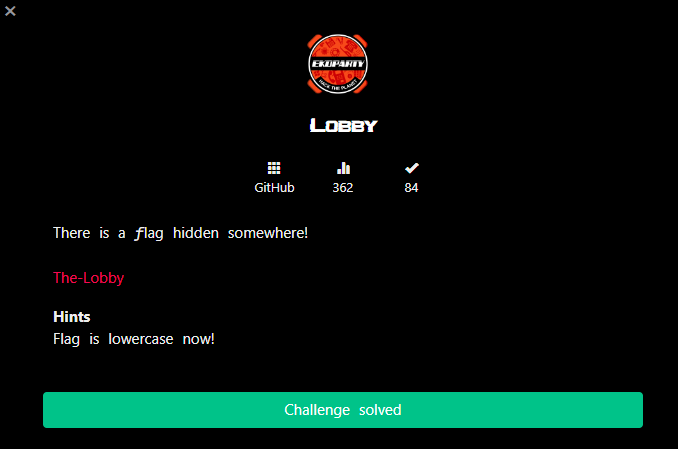 ×
EKOPARTY
HACK THE PLANET
Lobby
GitHub 362 84
There is a flag hidden somewhere!
The-Lobby
Hints
Flag is lowercase now!
Challenge solved